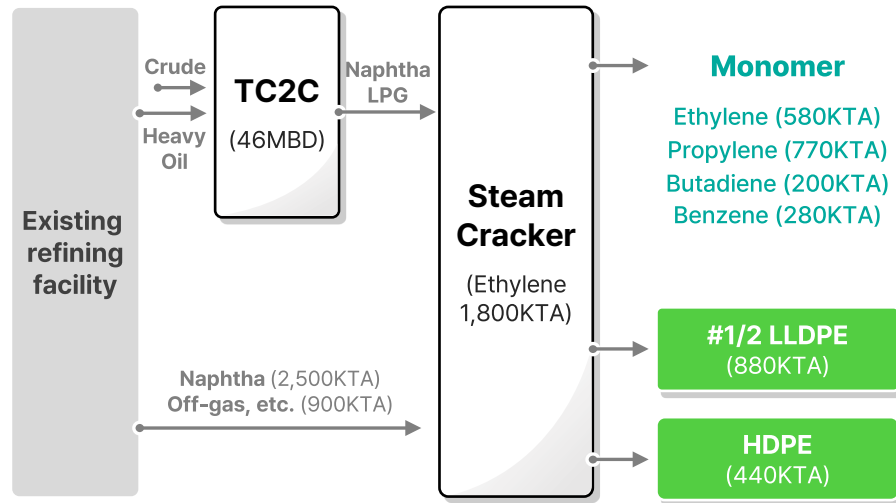 Existing
refining
facility
Crude
Heavy
Oil
TC2C
(46MBD)
Naphtha
LPG
Naphtha (2,500KTA)
Off-gas, etc. (900KTA)
Steam
Cracker
(Ethylene
1,800KTA)
Monomer
Ethylene (580KTA)
Propylene (770KTA)
Butadiene (200KTA)
Benzene (280KTA)
#1/2 LLDPE
(880KTA)
HDPE
(440KTA)